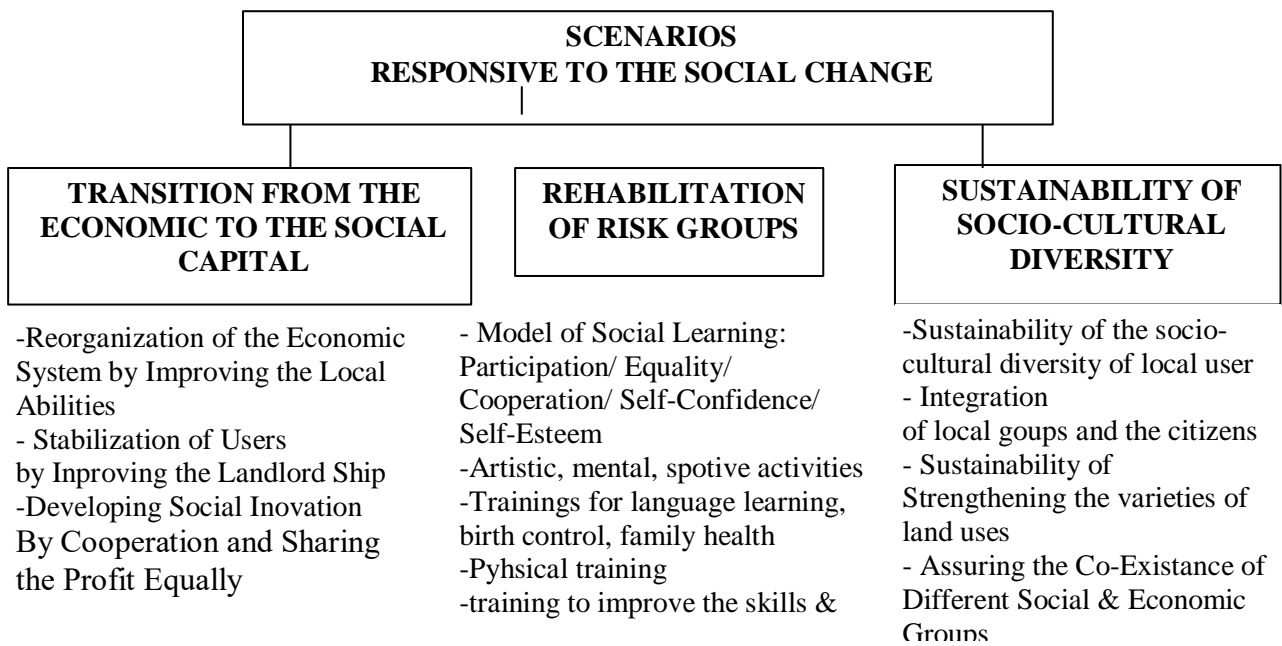 SCENARIOS
RESPONSIVE TO THE SOCIAL CHANGE
TRANSITION FROM THE
ECONOMIC TO THE SOCIAL
CAPITAL
-Reorganization of the Economic
System by Improving the Local
Abilities
- Stabilization of Users
by Inproving the Landlord Ship
-Developing Social Inovation
By Cooperation and Sharing
the Profit Equally
REHABILITATION
OF RISK GROUPS
- Model of Social Learning:
Participation/ Equality/
Cooperation/ Self-Confidence/
Self-Esteem
-Artistic, mental, spotive activities
-Trainings for language learning,
birth control, family health
-Pyhsical training
-training to improve the skills &
SUSTAINABILITY OF
SOCIO-CULTURAL
DIVERSITY
-Sustainability of the socio-
cultural diversity of local user
- Integration
of local goups and the citizens
- Sustainability of
Strengthening the varieties of
land uses
- Assuring the Co-Existance of
Different Social & Economic
Groups